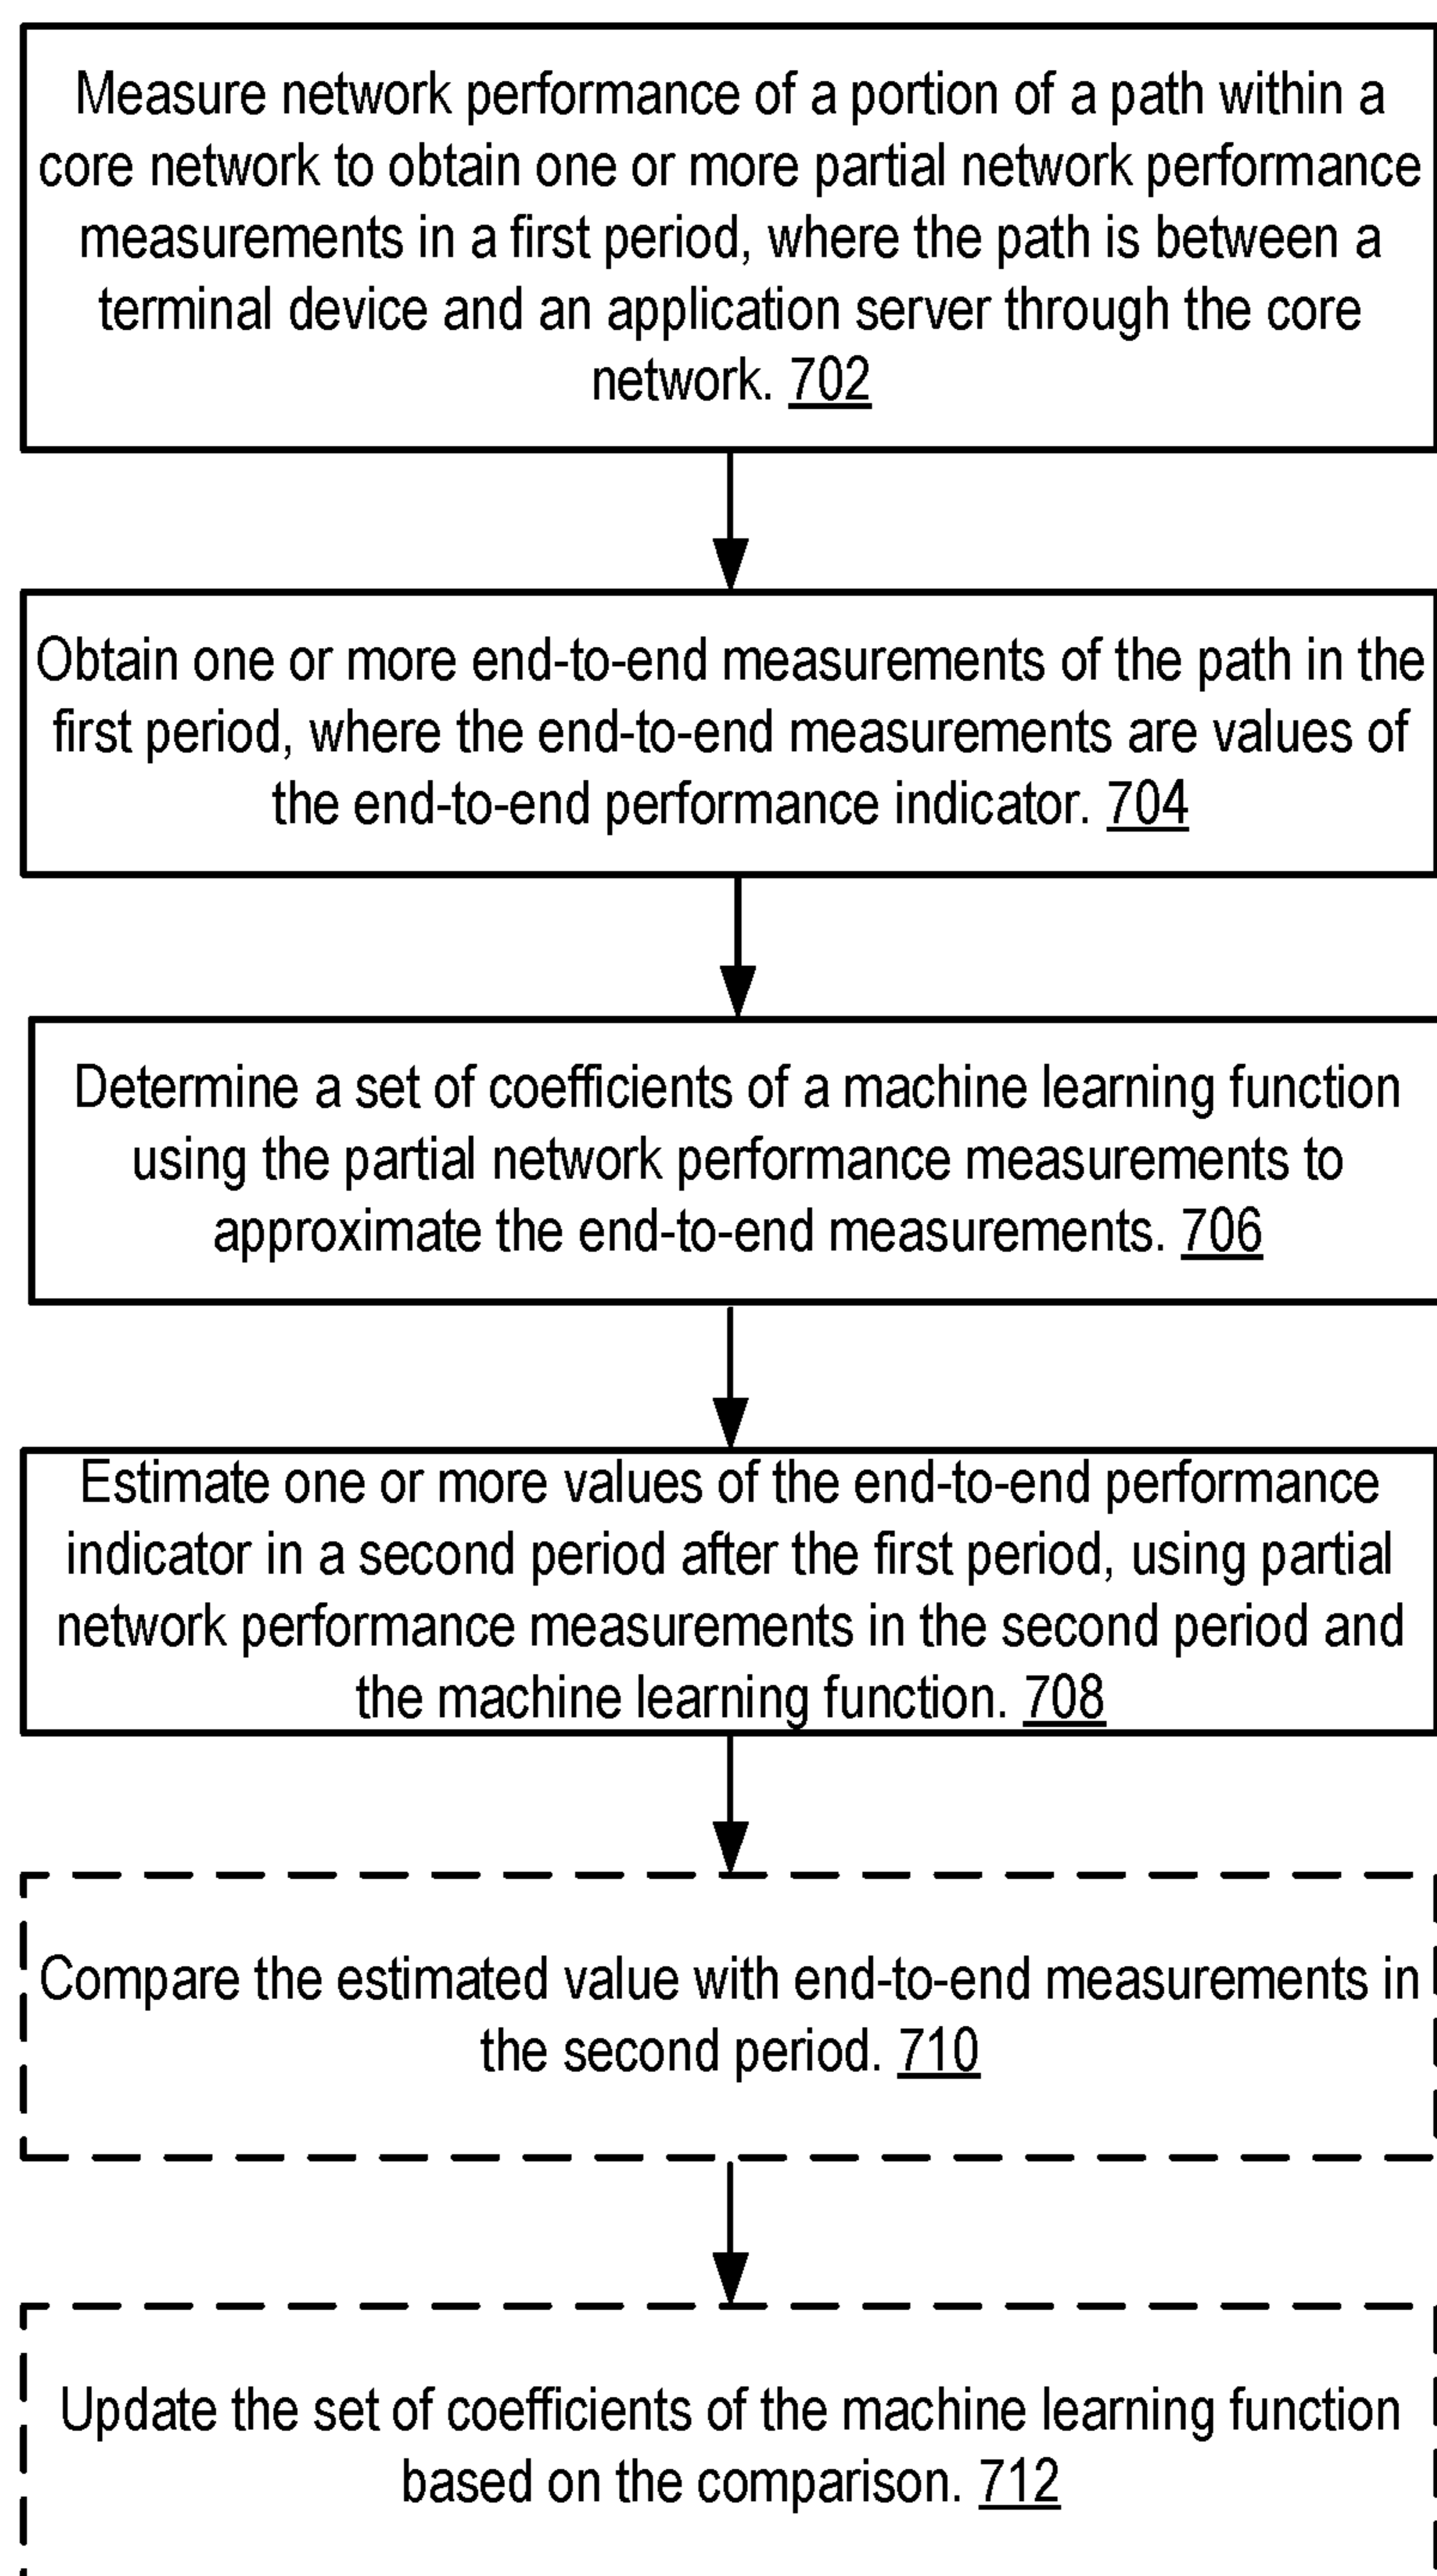 Measure network performance of a portion of a path within a
core network to obtain one or more partial network performance
measurements in a first period, where the path is between a
terminal device and an application server through the core
network. 702
Obtain one or more end-to-end measurements of the path in the
first period, where the end-to-end measurements are values of
the end-to-end performance indicator. 704
Determine a set of coefficients of a machine learning function
using the partial network performance measurements to
approximate the end-to-end measurements. 706
Estimate one or more values of the end-to-end performance
indicator in a second period after the first period, using partial
network performance measurements in the second period and
the machine learning function. 708
Compare the estimated value with end-to-end measurements in
the second period. 710
Update the set of coefficients of the machine learning function
based on the comparison. 712